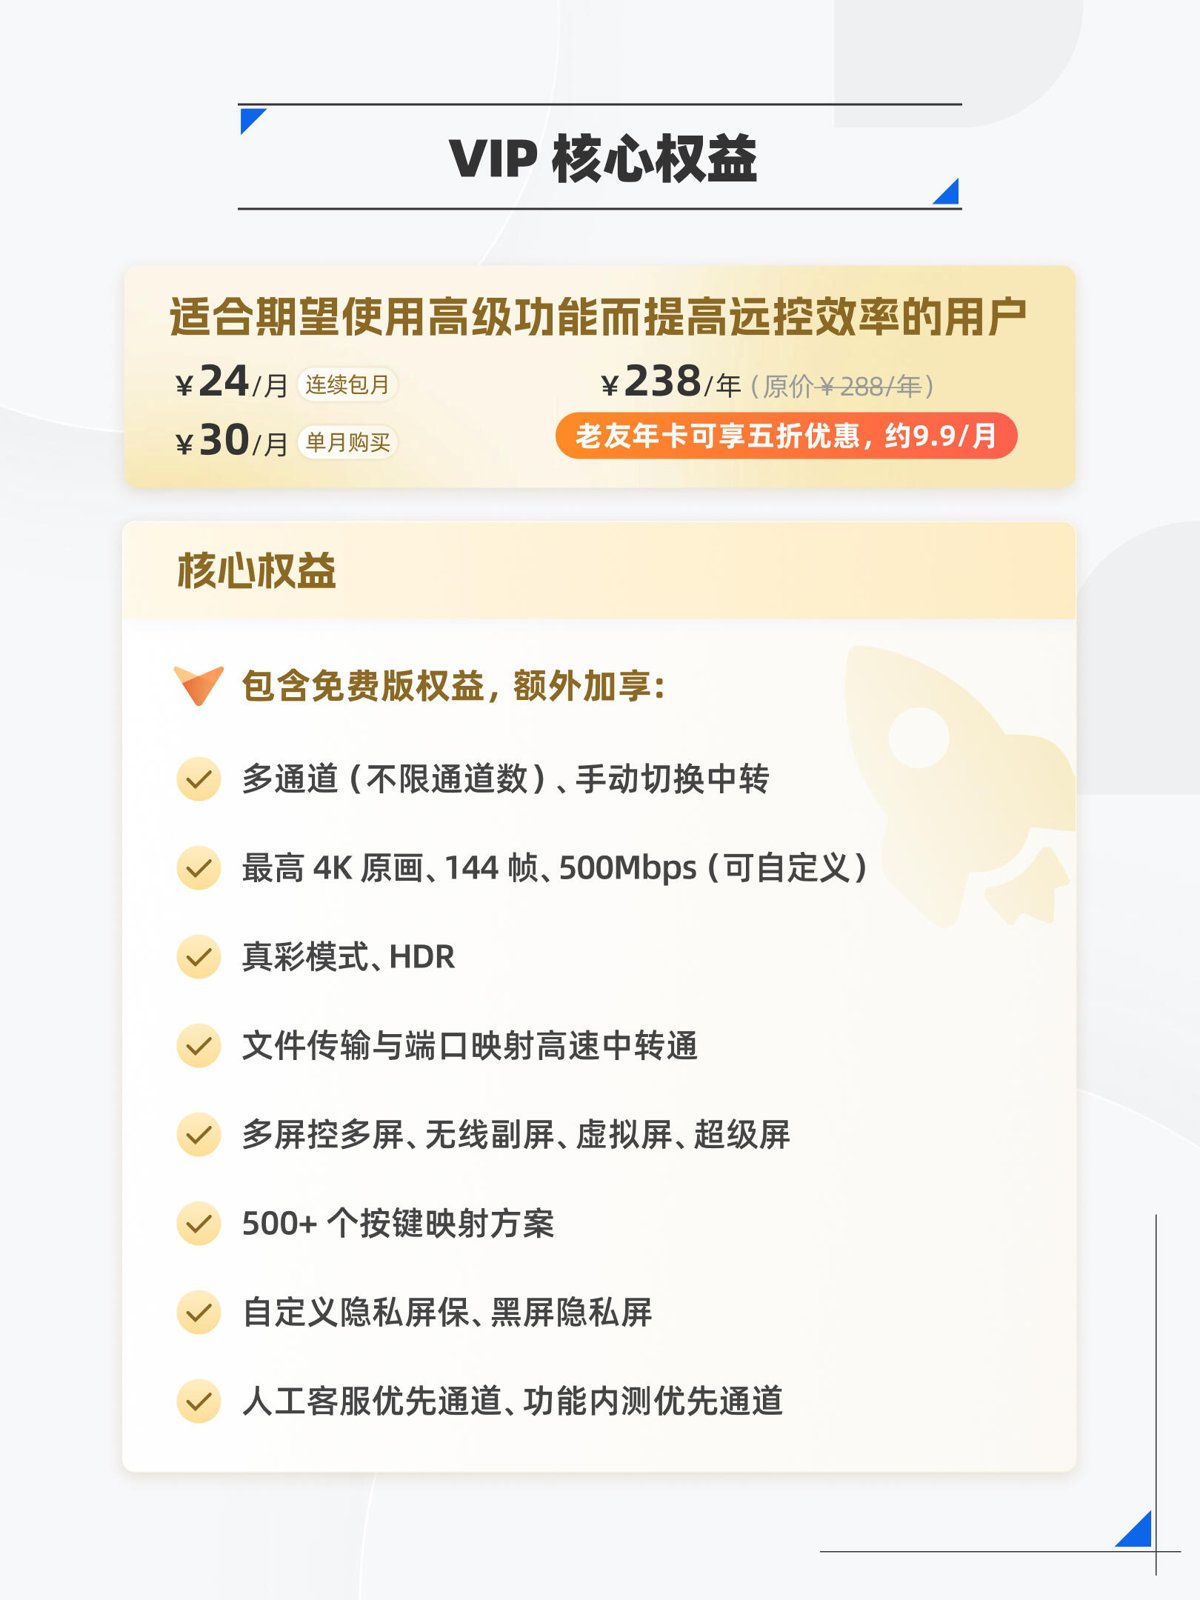 VIP 核心权益
适合期望使用高级功能而提高远控效率的用户
¥24/月 连续包月
¥238/年（原价¥288/年）
¥30/月 单月购买
老友年卡可享五折优惠，约9.9/月
核心权益
包含免费版权益，额外加享：
多通道（不限通道数）、手动切换中转
最高 4K 原画、144 帧、500Mbps（可自定义）
真彩模式、HDR
文件传输与端口映射高速中转通
多屏控多屏、无线副屏、虚拟屏、超级屏
500+ 个按键映射方案
自定义隐私屏保、黑屏隐私屏
人工客服优先通道、功能内测优先通道